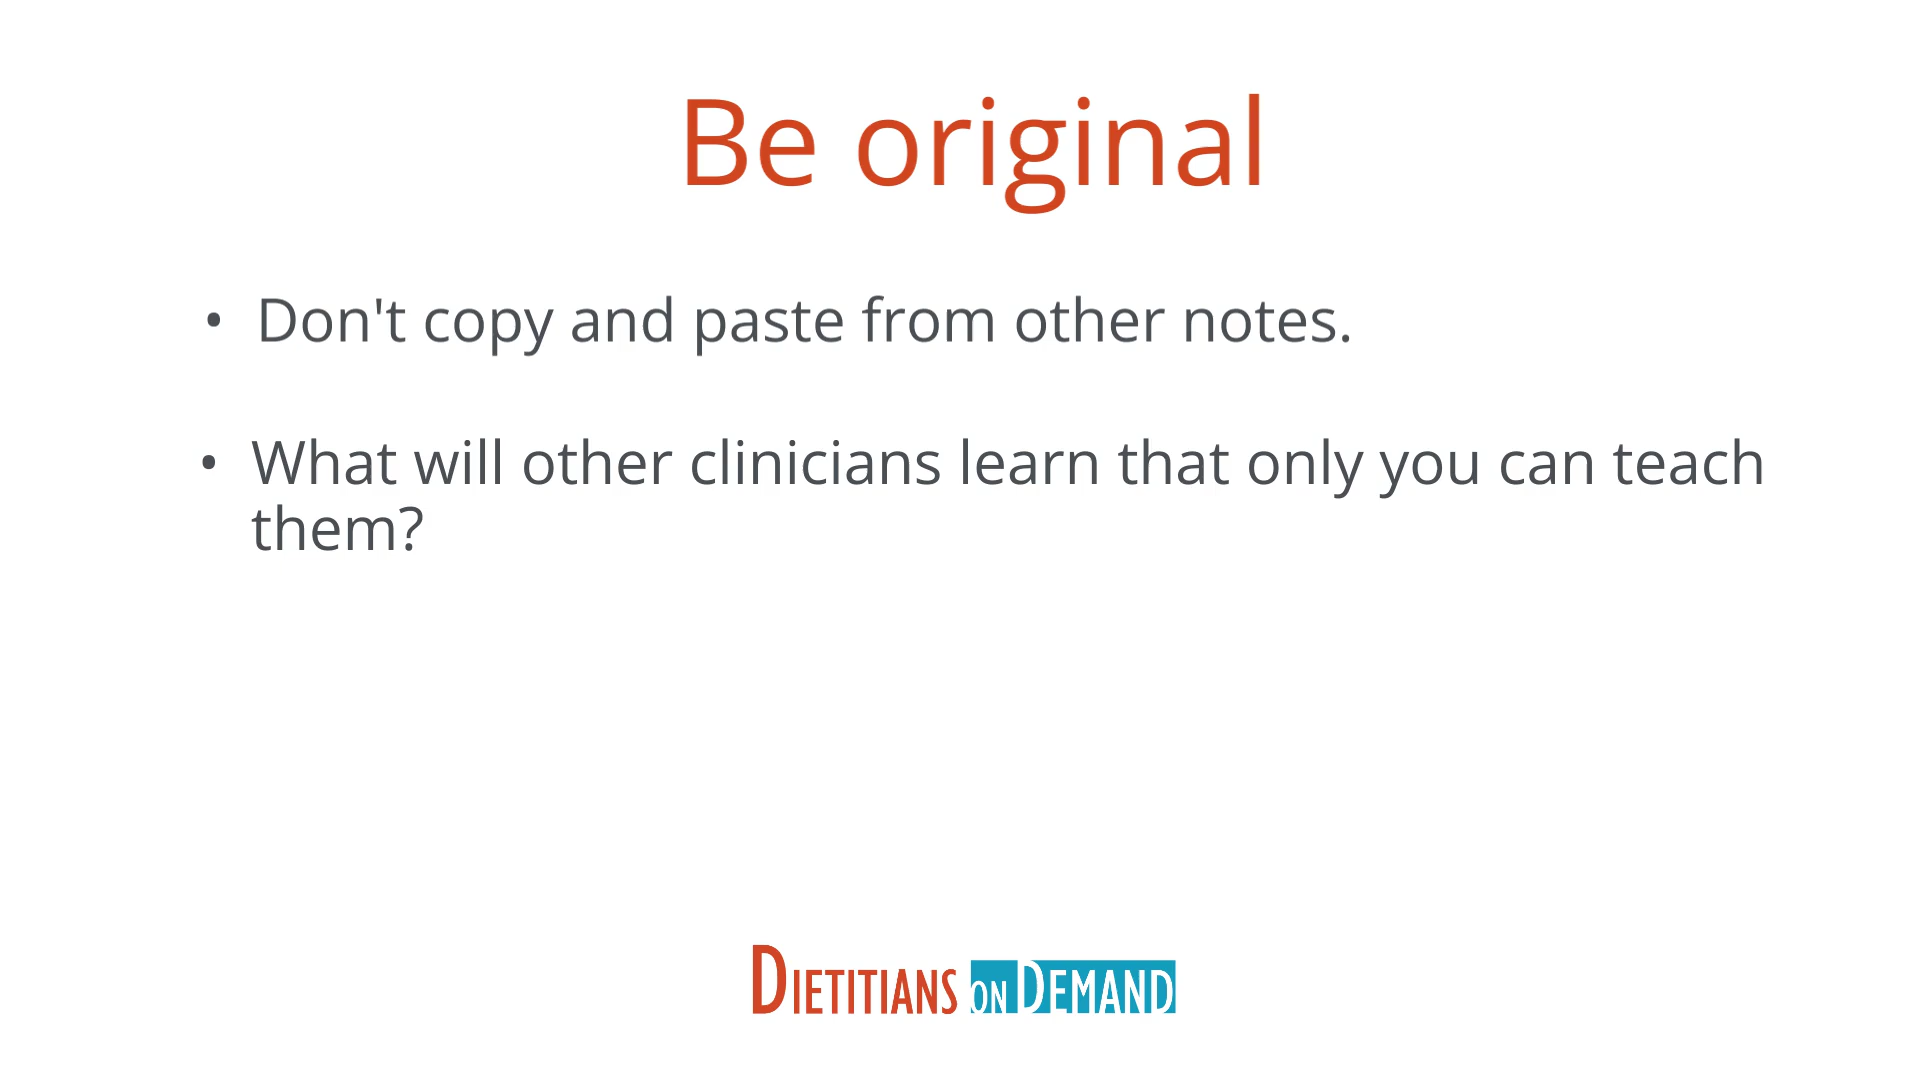 Be original
• Don't copy and paste from other notes.
• What will other clinicians learn that only you can teach
them?
DIETITIANS ON DEMAND